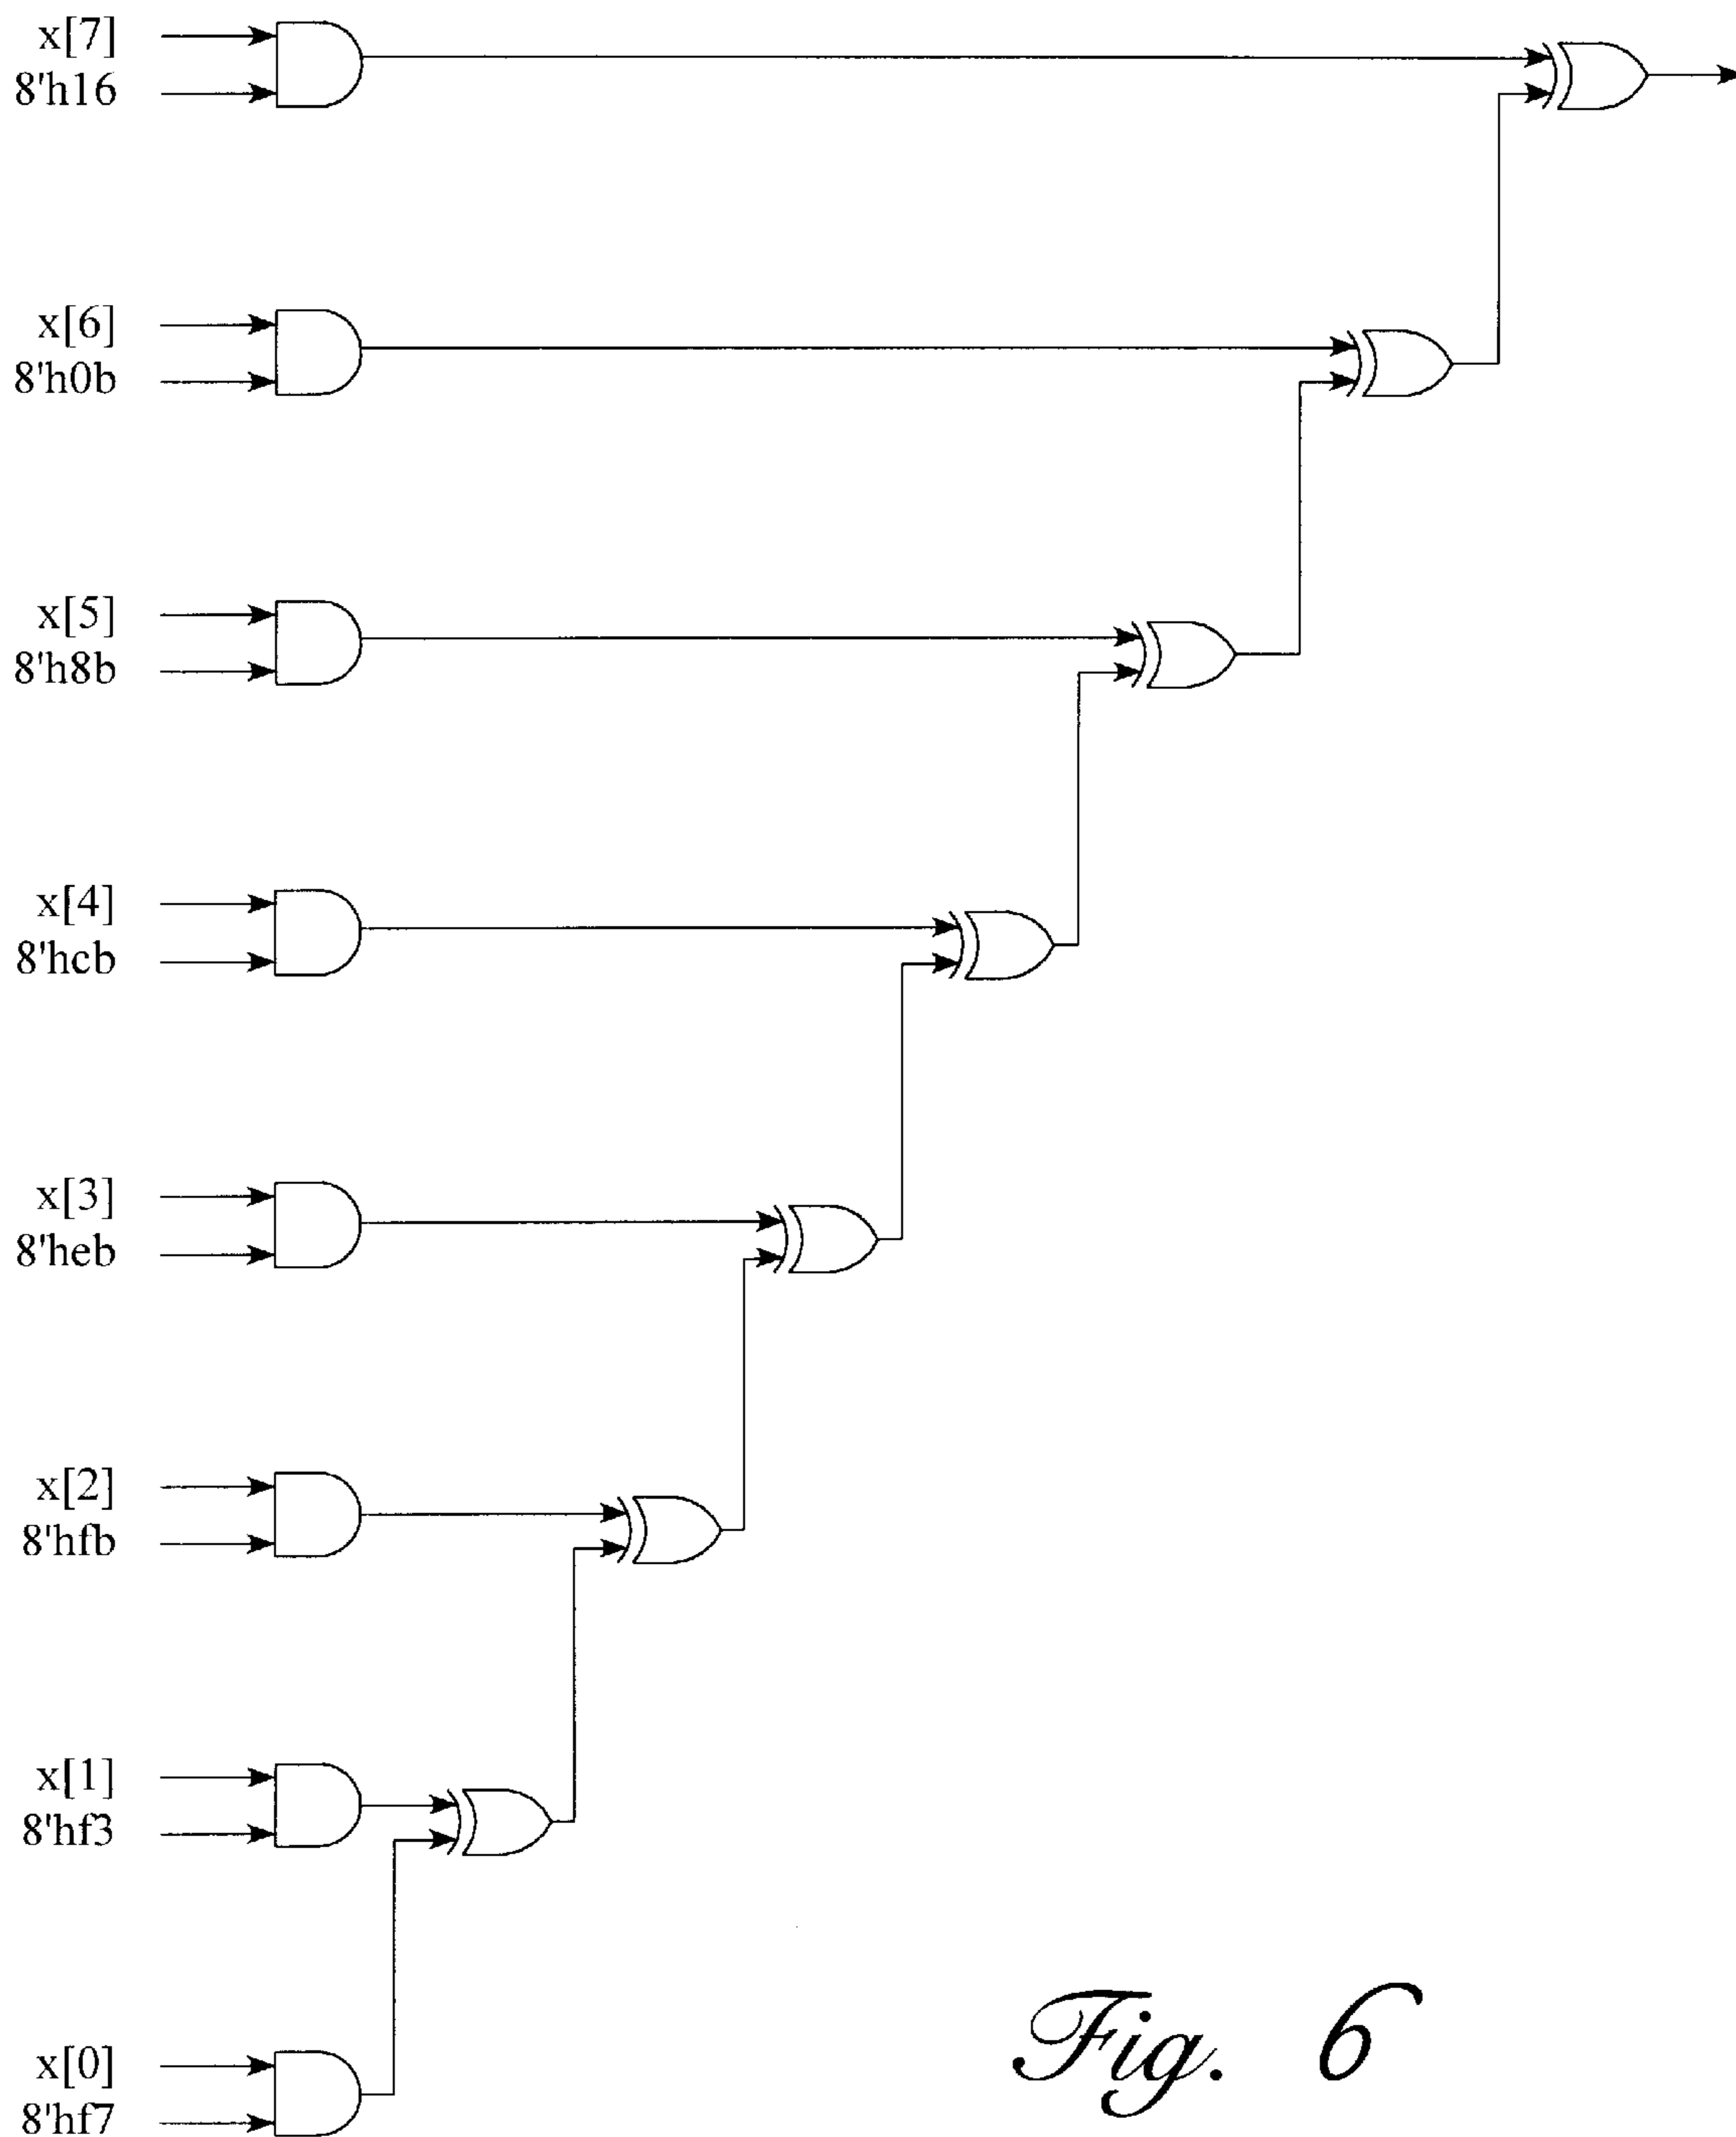 x[7]
8'h16
x[6]
8'h0b
x[5]
8'h8b
x[4]
8'hcb
x[3]
8'heb
x[2]
8'hfb
x[1]
8'hf3
x[0]
8'hf7
Fig. 6